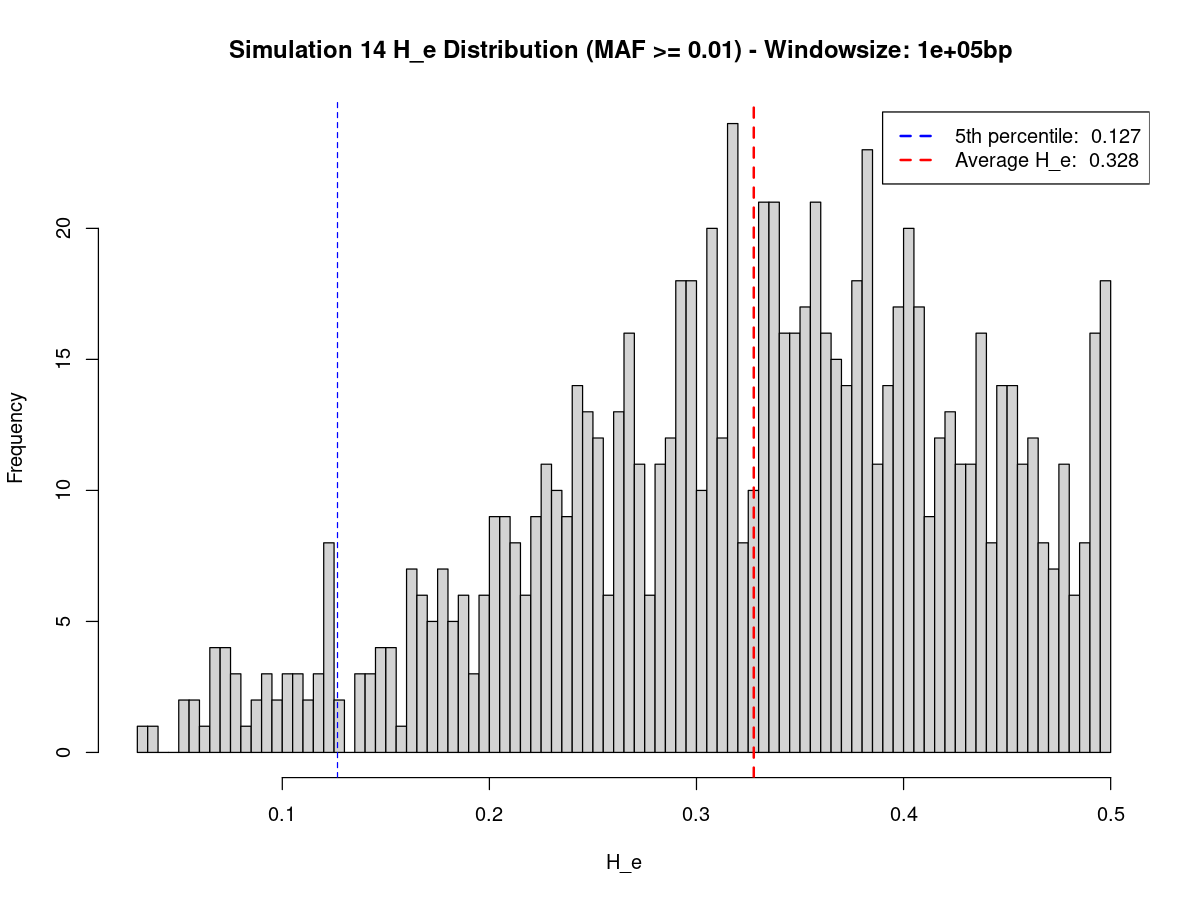 Simulation 14 H_e Distribution (MAF >= 0.01) - Windowsize: 1e+05bp
5th percentile: 0.127
Average H_e: 0.328
Frequency
20
15
10
5
0
0.1 0.2 0.3 0.4 0.5
H_e